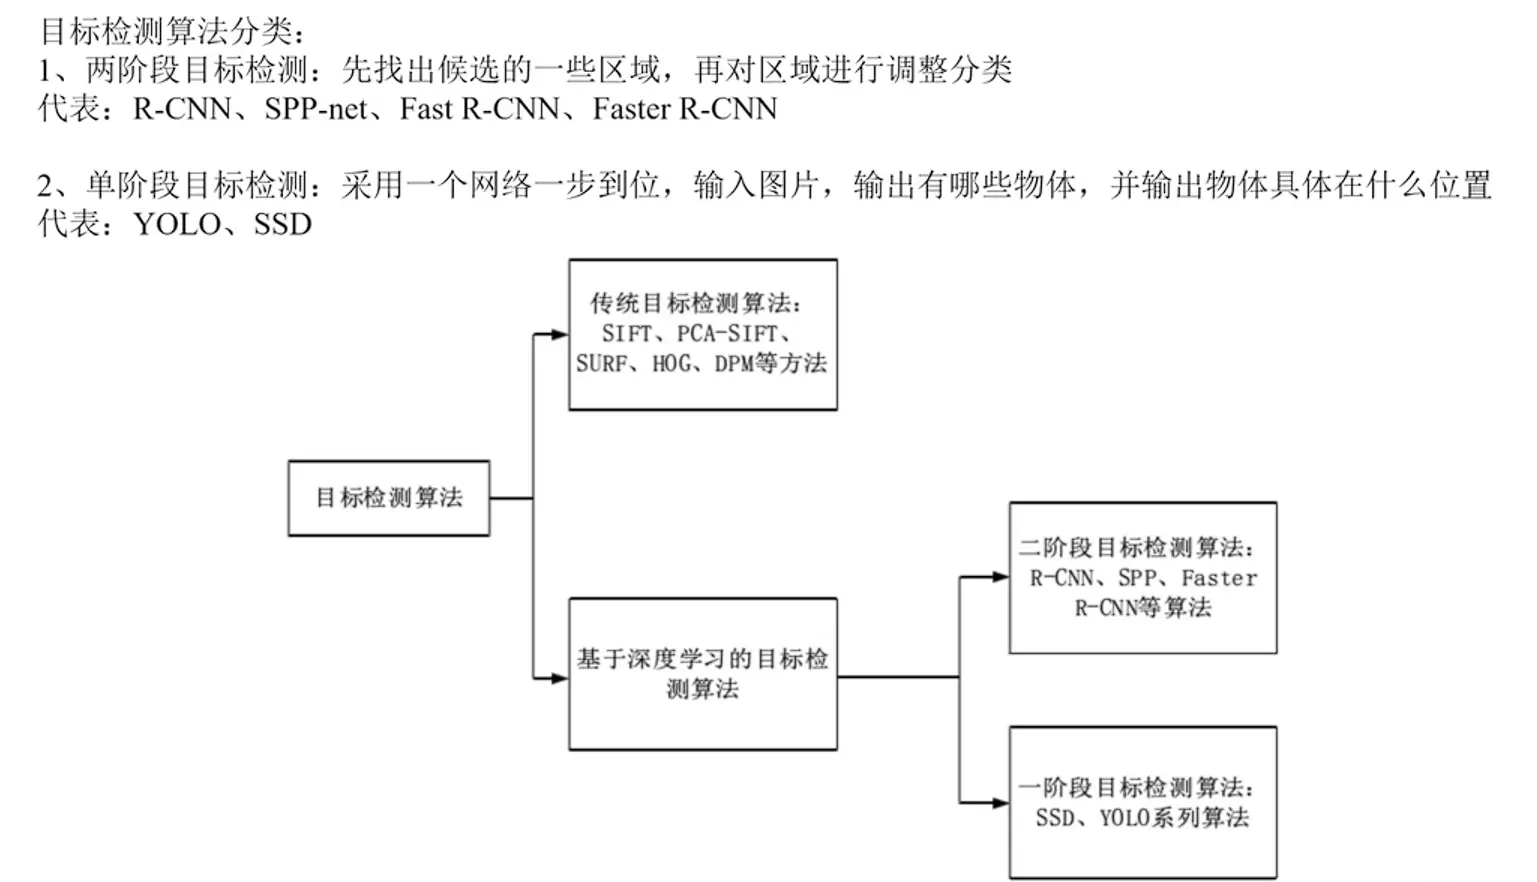 目标检测算法分类：
1、两阶段目标检测：先找出候选的一些区域，再对区域进行调整分类
代表：R-CNN、SPP-net、Fast R-CNN、Faster R-CNN
2、单阶段目标检测：采用一个网络一步到位，输入图片，输出有哪些物体，并输出物体具体在什么位置
代表：YOLO、SSD
传统目标检测算法：
SIFT、PCA-SIFT、
SURF、HOG、DPM等方法
目标检测算法
基于深度学习的目标检
测算法
二阶段目标检测算法：
R-CNN、SPP、Faster
R-CNN等算法
一阶段目标检测算法：
SSD、YOLO系列算法